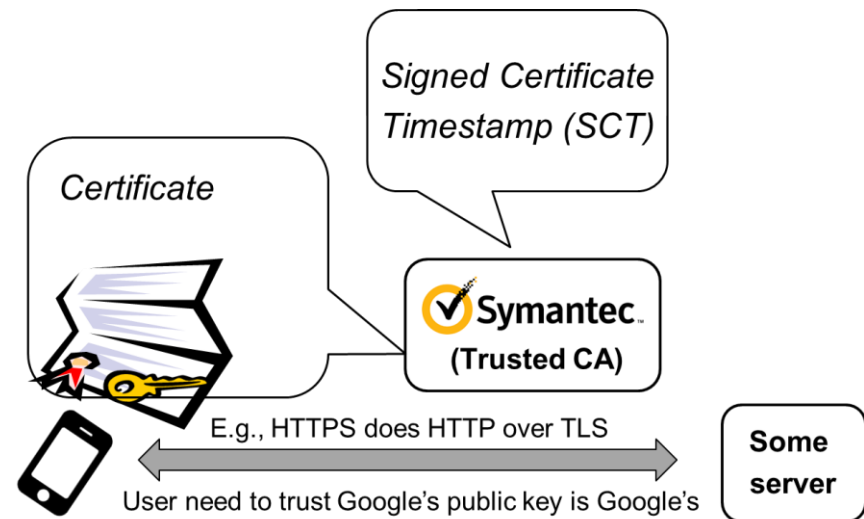 Signed Certificate
Timestamp (SCT)
Certificate
Symantec™
(Trusted CA)
E.g., HTTPS does HTTP over TLS
Some
server
User need to trust Google's public key is Google's